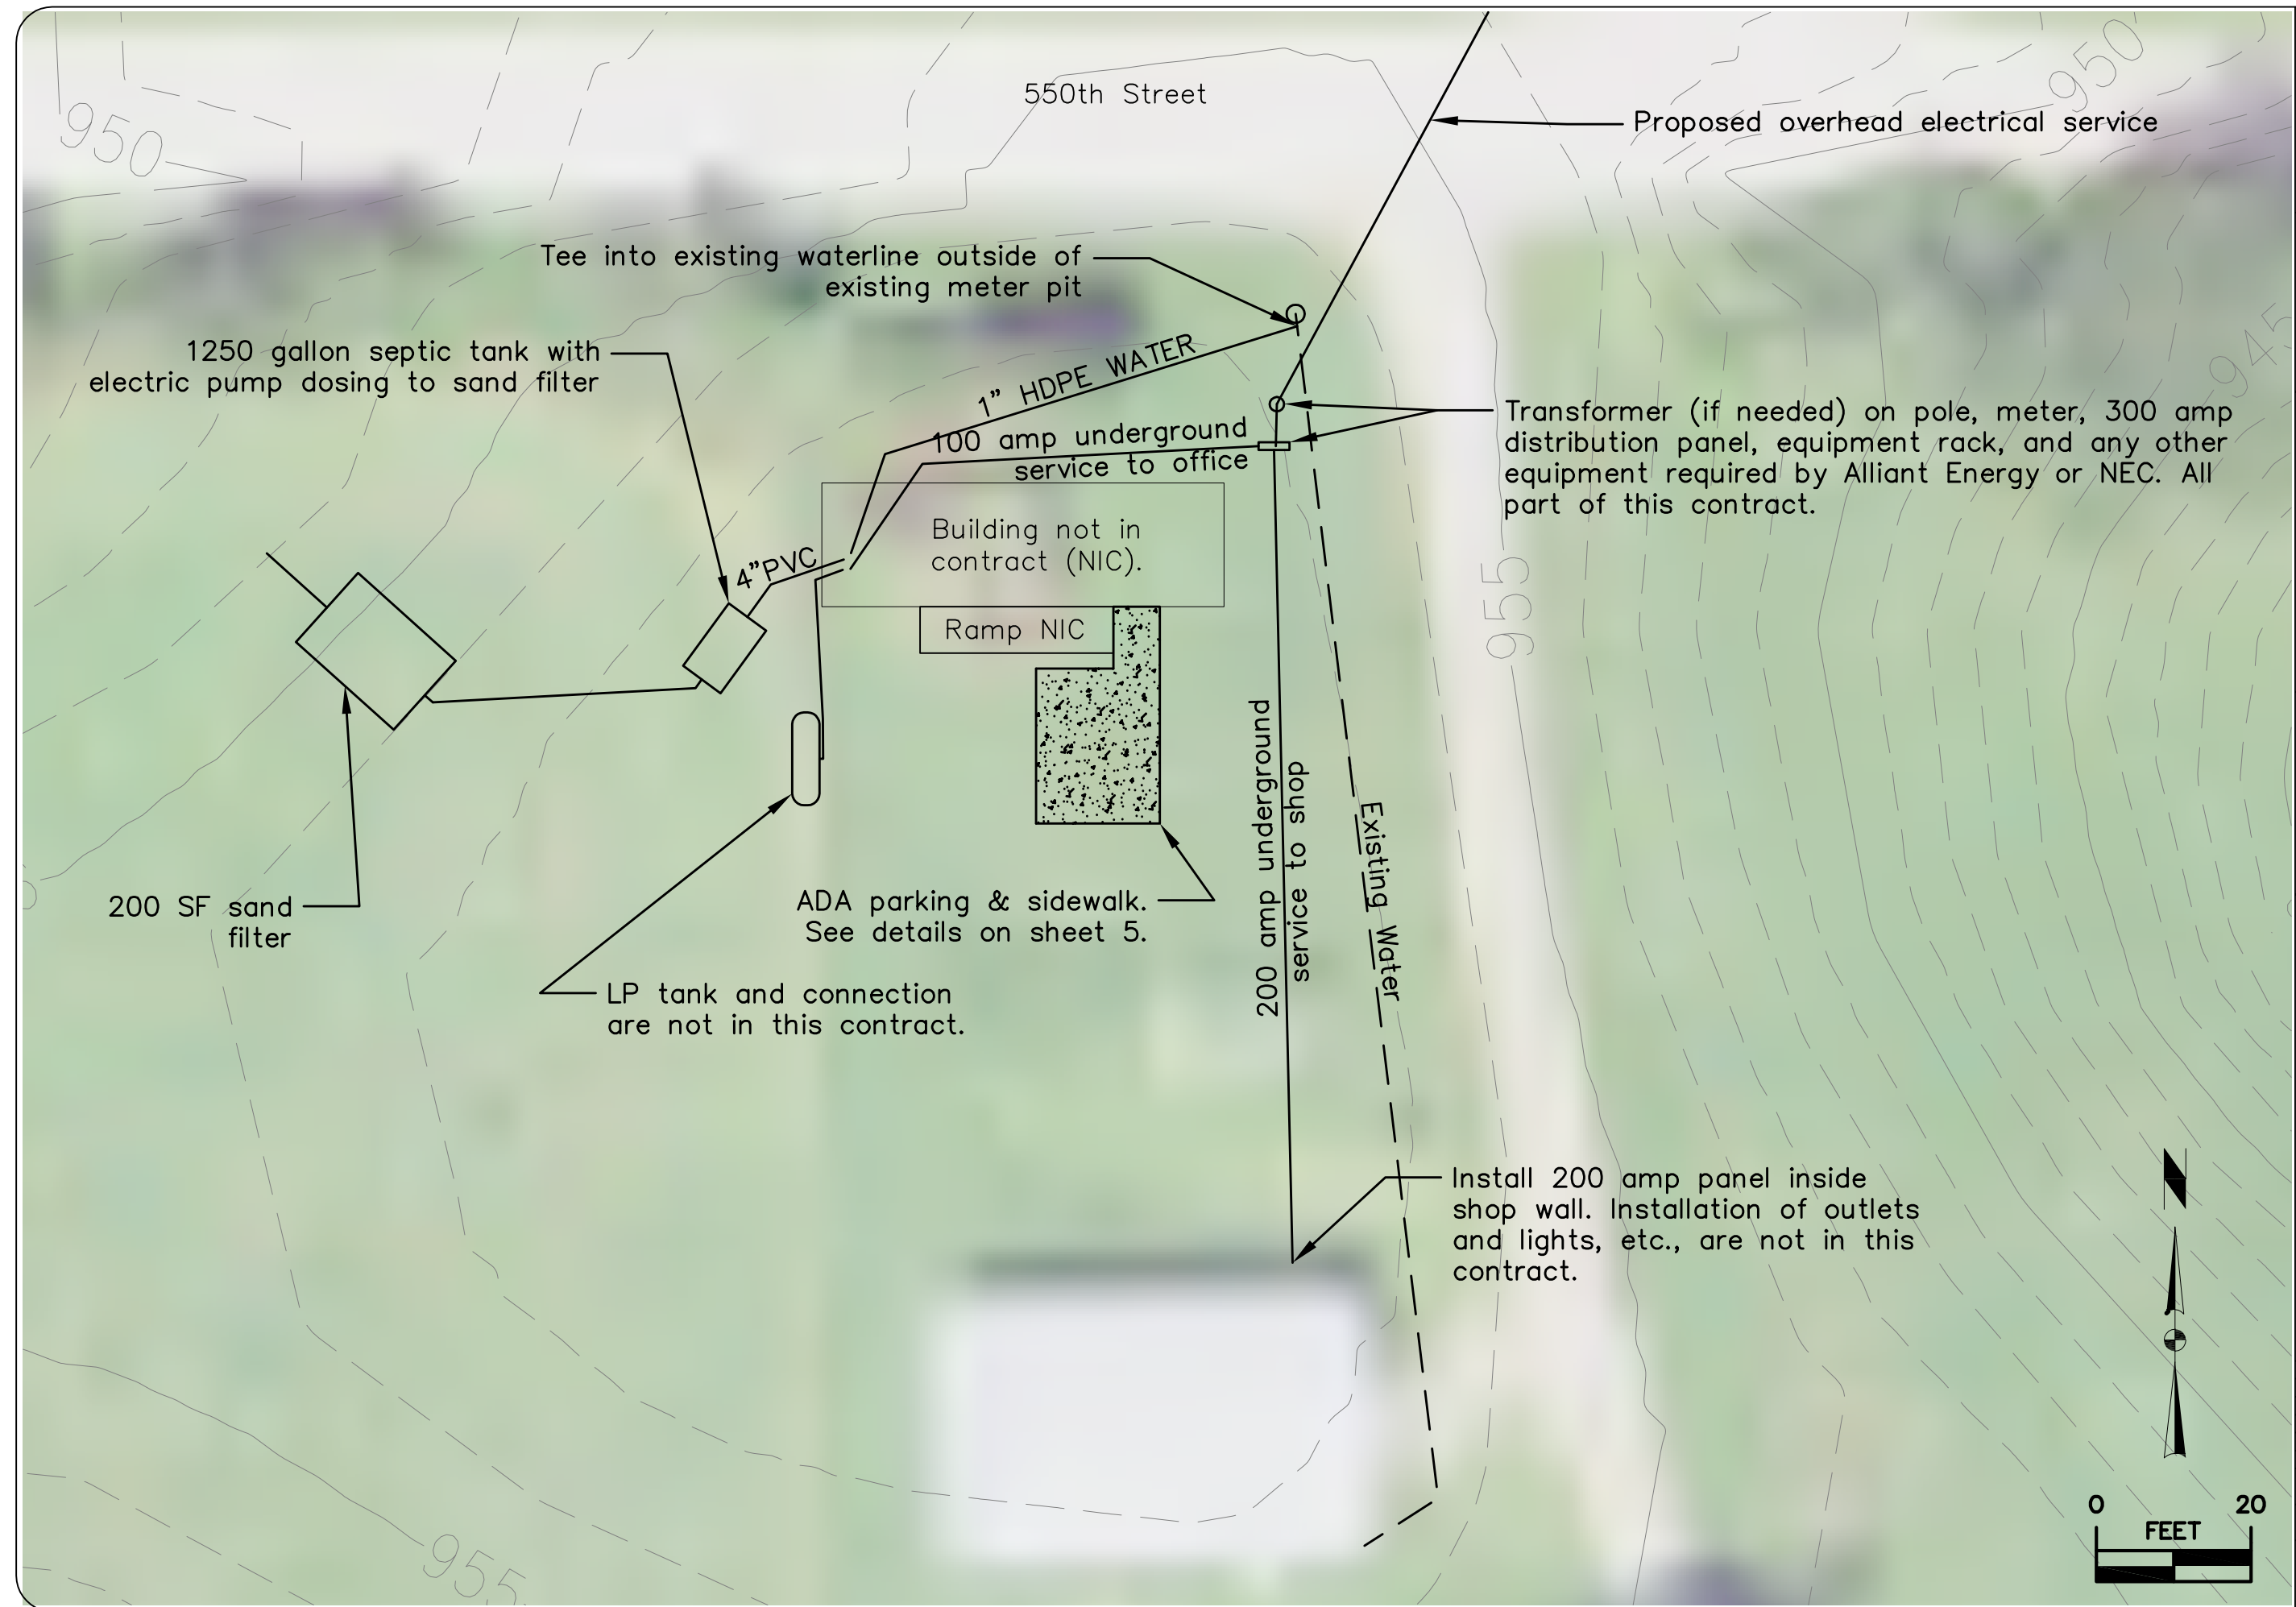 950
550th Street
950
Proposed overhead electrical service
Tee into existing waterline outside of
existing meter pit
1250 gallon septic tank with
electric pump dosing to sand filter
1" HDPE WATER
945
100 amp underground
service to office
Transformer (if needed) on pole, meter, 300 amp
distribution panel, equipment rack, and any other
equipment required by Alliant Energy or NEC. All
part of this contract.
Building not in
contract (NIC).
4"PVC
Ramp NIC
955
200 amp underground
service to shop
Existing Water
200 SF sand
filter
ADA parking & sidewalk.
See details on sheet 5.
LP tank and connection
are not in this contract.
Install 200 amp panel inside
shop wall. Installation of outlets
and lights, etc., are not in this
contract.
N
955
0 20
FEET